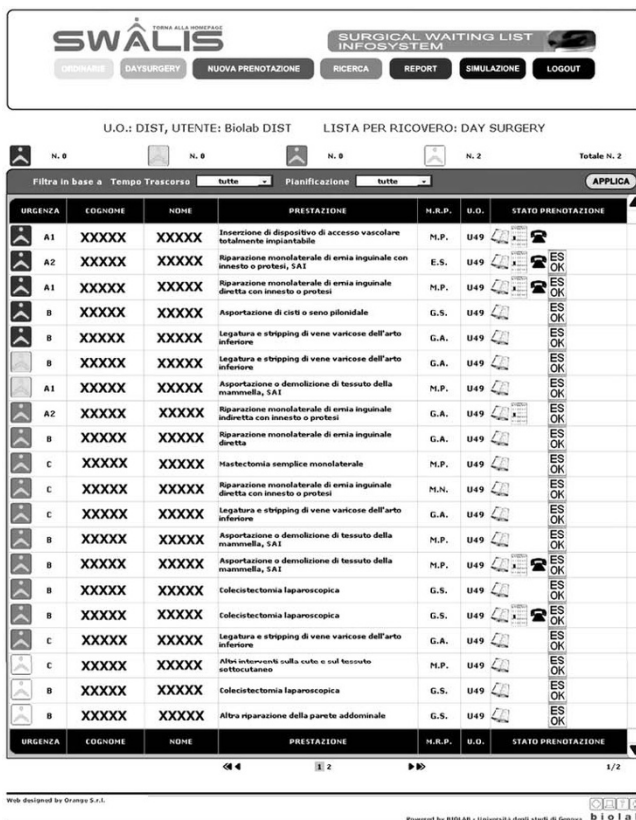 TORNA ALLA HOMEPAGE
SWALIS
SURGICAL WAITING LIST
INFOSYSTEM
ORDINARIE DAYSURGERY NUOVA PRENOTAZIONE RICERCA REPORT SIMULAZIONE LOGOUT
U.O.: DIST, UTENTE: Biolab DIST LISTA PER RICOVERO: DAY SURGERY
N. 0 N. 0 N. 0 N. 2 Totale N. 2
Filtra in base a Tempo Trascorso tutte Pianificazione tutte APPLICA
URGENZA COGNOME NOME PRESTAZIONE M.R.P. U.O. STATO PRENOTAZIONE
A1 XXXXX XXXXX Inserzione di dispositivo di accesso vascolare totalmente impiantabile M.P. U49
A2 XXXXX XXXXX Riparazione monolaterale di ernia inguinale con innesto o protesi, SAI E.S. U49 ES OK
A1 XXXXX XXXXX Riparazione monolaterale di ernia inguinale diretta con innesto o protesi M.P. U49 ES OK
B XXXXX XXXXX Asportazione di cisti o seno pilonidale G.S. U49 ES OK
B XXXXX XXXXX Legatura e stripping di vene varicose dell'arto inferiore G.A. U49 ES OK
B XXXXX XXXXX Legatura e stripping di vene varicose dell'arto inferiore G.A. U49 ES OK
A1 XXXXX XXXXX Asportazione o demolizione di tessuto della mammella, SAI M.P. U49 ES OK
A2 XXXXX XXXXX Riparazione monolaterale di ernia inguinale indiretta con innesto o protesi G.A. U49 ES OK
B XXXXX XXXXX Riparazione monolaterale di ernia inguinale diretta G.A. U49 ES OK
C XXXXX XXXXX Mastectomia semplice monolaterale M.P. U49 ES OK
C XXXXX XXXXX Riparazione monolaterale di ernia inguinale diretta con innesto o protesi M.N. U49 ES OK
C XXXXX XXXXX Legatura e stripping di vene varicose dell'arto inferiore G.A. U49 ES OK
B XXXXX XXXXX Asportazione o demolizione di tessuto della mammella, SAI M.P. U49 ES OK
B XXXXX XXXXX Asportazione o demolizione di tessuto della mammella, SAI M.P. U49 ES OK
B XXXXX XXXXX Colecistectomia laparoscopica G.S. U49 ES OK
B XXXXX XXXXX Colecistectomia laparoscopica G.S. U49 ES OK
C XXXXX XXXXX Legatura e stripping di vene varicose dell'arto inferiore G.A. U49 ES OK
C XXXXX XXXXX Altri interventi sulla cute e sul tessuto sottocutaneo M.P. U49 ES OK
B XXXXX XXXXX Colecistectomia laparoscopica G.S. U49 ES OK
B XXXXX XXXXX Altra riparazione della parete addominale G.S. U49 ES OK
URGENZA COGNOME NOME PRESTAZIONE M.R.P. U.O. STATO PRENOTAZIONE
1 2 1/2
Web designed by Orange S.r.l.
Powered by BIOLAB - Università degli studi di Genova biolab